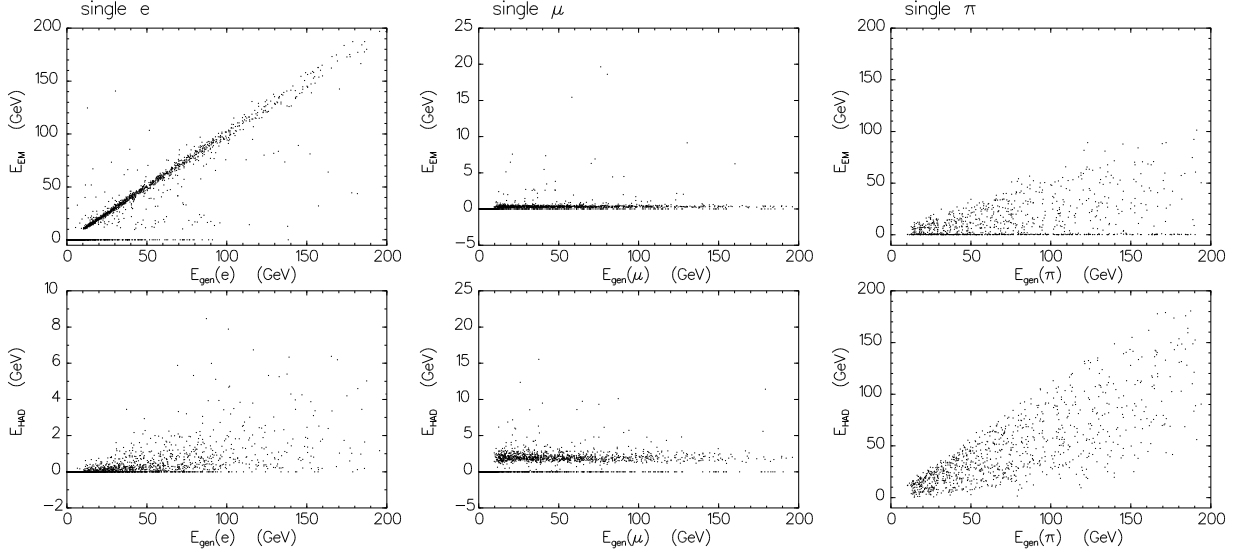 single e
single μ
single π
E_EM (GeV)
200
150
100
50
0
0 50 100 150 200
E_gen(e) (GeV)
E_EM (GeV)
25
20
15
10
5
0
−5
0 50 100 150 200
E_gen(μ) (GeV)
E_EM (GeV)
200
150
100
50
0
0 50 100 150 200
E_gen(π) (GeV)
E_HAD (GeV)
10
8
6
4
2
0
−2
0 50 100 150 200
E_gen(e) (GeV)
E_HAD (GeV)
25
20
15
10
5
0
−5
0 50 100 150 200
E_gen(μ) (GeV)
E_HAD (GeV)
200
150
100
50
0
0 50 100 150 200
E_gen(π) (GeV)